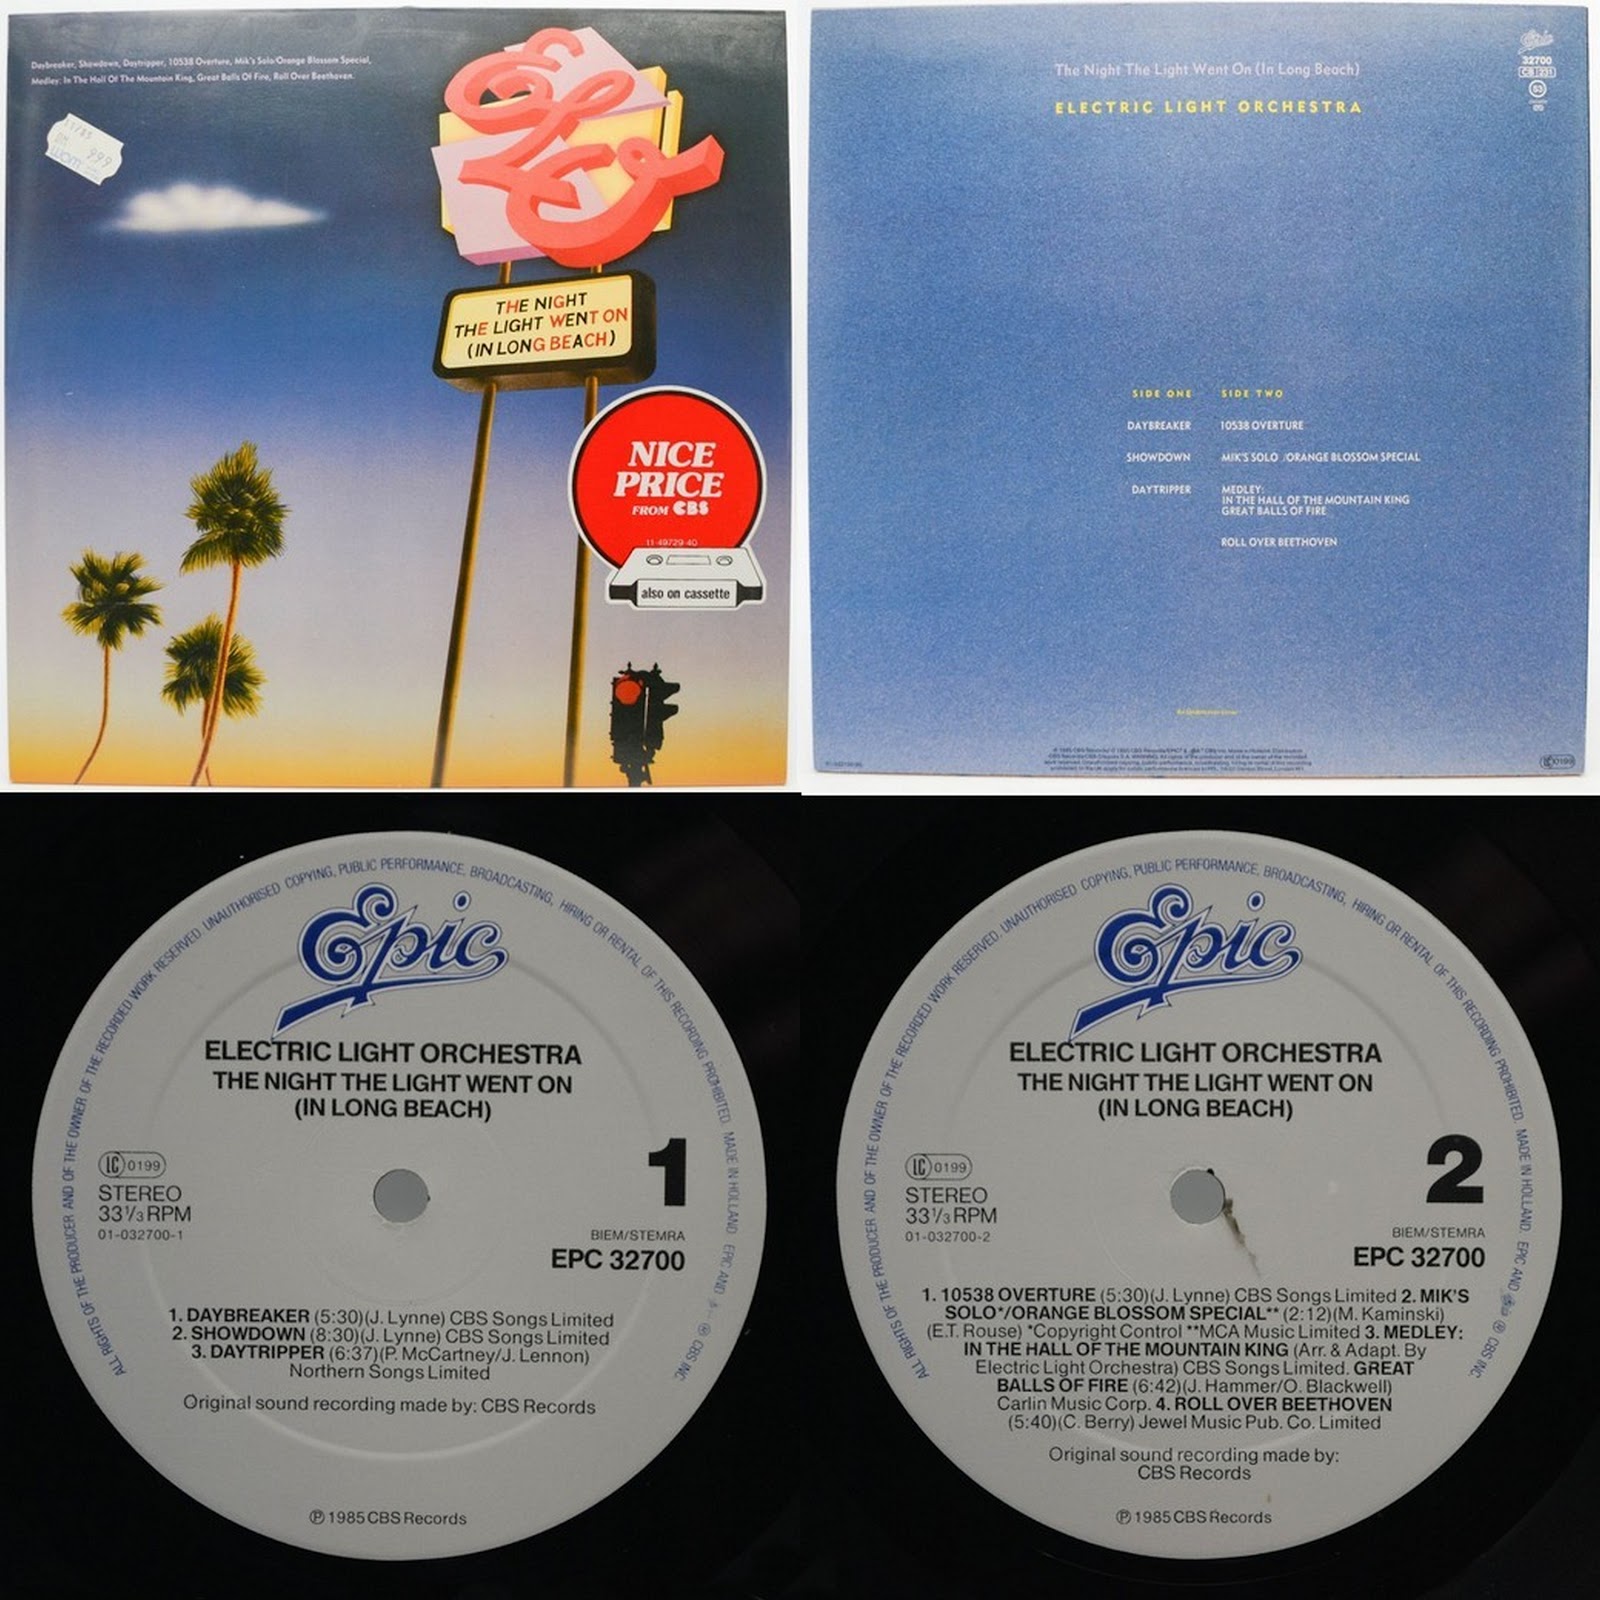 Daybreaker, Showdown, Daytripper, 10538 Overture, Mik's Solo/Orange Blossom Special,
Medley: In The Hall Of The Mountain King, Great Balls Of Fire, Roll Over Beethoven.
DM 999
wom
ELO
THE NIGHT
THE LIGHT WENT ON
(IN LONG BEACH)
NICE
PRICE
FROM CBS
11-49729-40
also on cassette
Epic
32700
CB 231
The Night The Light Went On (In Long Beach)
ELECTRIC LIGHT ORCHESTRA
SIDE ONE SIDE TWO
DAYBREAKER 10538 OVERTURE
SHOWDOWN MIK'S SOLO /ORANGE BLOSSOM SPECIAL
DAYTRIPPER MEDLEY:
IN THE HALL OF THE MOUNTAIN KING
GREAT BALLS OF FIRE
ROLL OVER BEETHOVEN
LC 0199
ALL RIGHTS OF THE PRODUCER AND OF THE OWNER OF THE RECORDED WORK RESERVED. UNAUTHORISED COPYING, PUBLIC PERFORMANCE, BROADCASTING, HIRING OR RENTAL OF THIS RECORDING PROHIBITED. MADE IN HOLLAND. EPIC AND ℗ CBS INC.
Epic
ELECTRIC LIGHT ORCHESTRA
THE NIGHT THE LIGHT WENT ON
(IN LONG BEACH)
1
LC 0199
STEREO
33 1/3 RPM
01-032700-1
BIEM/STEMRA
EPC 32700
1. DAYBREAKER (5:30)(J. Lynne) CBS Songs Limited
2. SHOWDOWN (8:30)(J. Lynne) CBS Songs Limited
3. DAYTRIPPER (6:37)(P. McCartney/J. Lennon)
Northern Songs Limited
Original sound recording made by: CBS Records
℗ 1985 CBS Records
ALL RIGHTS OF THE PRODUCER AND OF THE OWNER OF THE RECORDED WORK RESERVED. UNAUTHORISED COPYING, PUBLIC PERFORMANCE, BROADCASTING, HIRING OR RENTAL OF THIS RECORDING PROHIBITED. MADE IN HOLLAND. EPIC AND ℗ CBS INC.
Epic
ELECTRIC LIGHT ORCHESTRA
THE NIGHT THE LIGHT WENT ON
(IN LONG BEACH)
2
LC 0199
STEREO
33 1/3 RPM
01-032700-2
BIEM/STEMRA
EPC 32700
1. 10538 OVERTURE (5:30)(J. Lynne) CBS Songs Limited 2. MIK'S
SOLO*/ORANGE BLOSSOM SPECIAL** (2:12)(M. Kaminski)
(E.T. Rouse) *Copyright Control **MCA Music Limited 3. MEDLEY:
IN THE HALL OF THE MOUNTAIN KING (Arr. & Adapt. By
Electric Light Orchestra) CBS Songs Limited. GREAT
BALLS OF FIRE (6:42)(J. Hammer/O. Blackwell)
Carlin Music Corp. 4. ROLL OVER BEETHOVEN
(5:40)(C. Berry) Jewel Music Pub. Co. Limited
Original sound recording made by:
CBS Records
℗ 1985 CBS Records